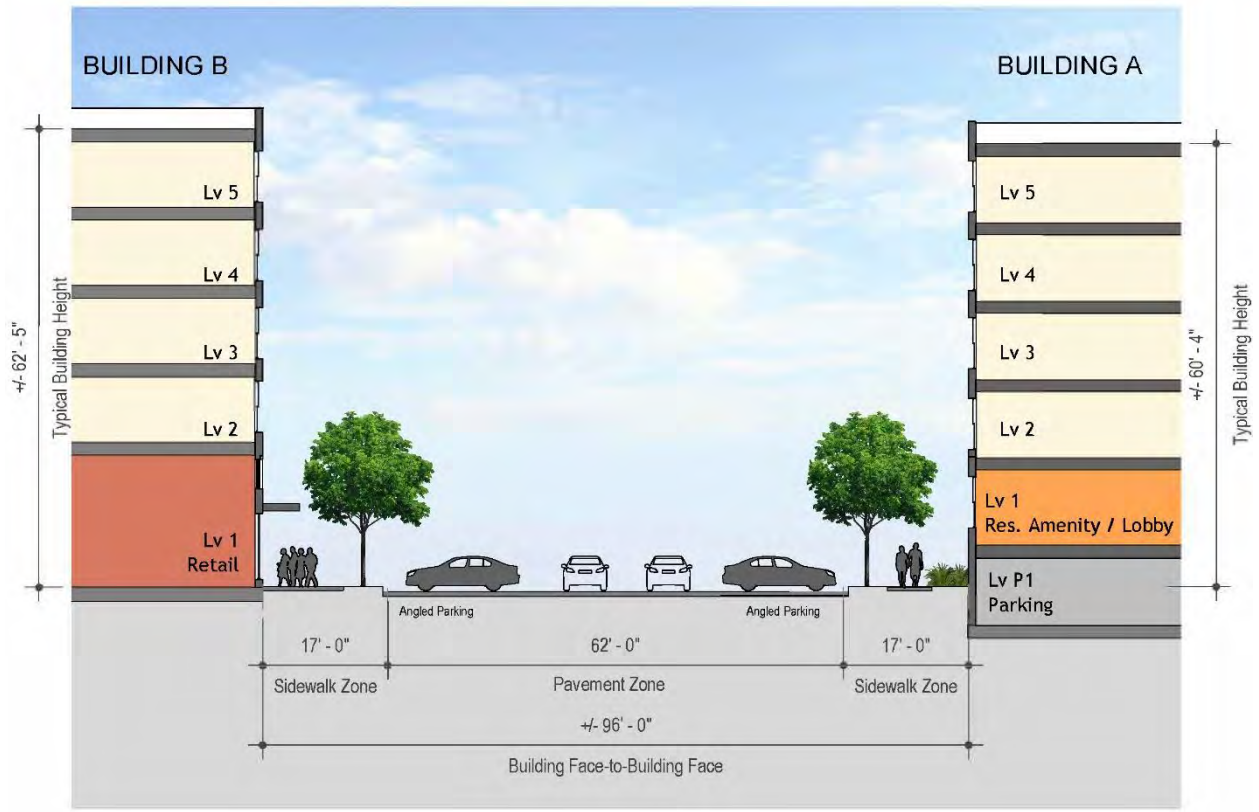 BUILDING B
BUILDING A
Lv 5
Lv 4
Lv 3
Lv 2
Lv 1
Retail
+/- 62' - 5"
Typical Building Height
Lv 5
Lv 4
Lv 3
Lv 2
Lv 1
Res. Amenity / Lobby
Lv P1
Parking
+/- 60' - 4"
Typical Building Height
Angled Parking
Angled Parking
17' - 0"
62' - 0"
17' - 0"
Sidewalk Zone
Pavement Zone
Sidewalk Zone
+/- 96' - 0"
Building Face-to-Building Face